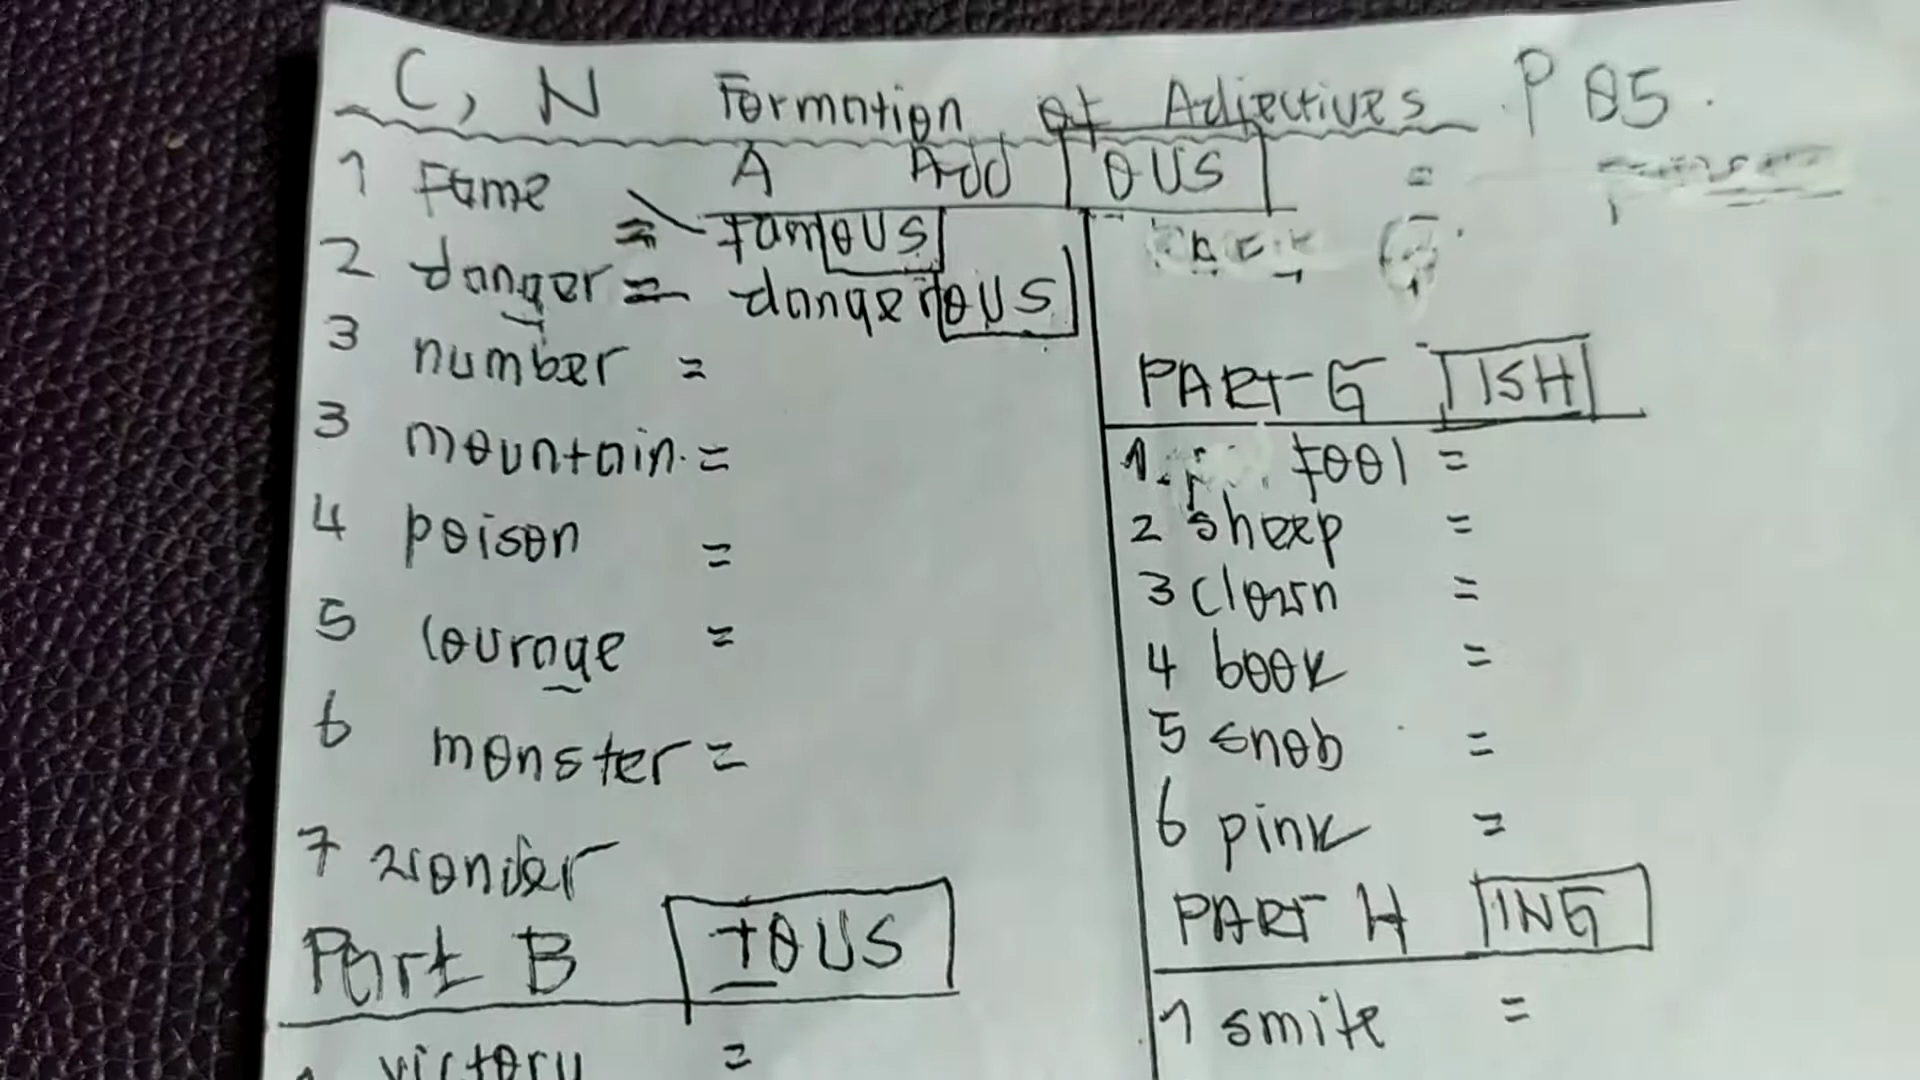 C, N Formation of Adjectives P 85.
A Add OUS =
1 Fame = famous
2 danger = dangerous
3 number =
3 mountain. =
4 poison =
5 courage =
6 monster =
7 wonder
Part B IOUS
victory =
PART G ISH
1. fool =
2 sheep =
3 clown =
4 book =
5 snob =
6 pink =
PART H ING
1 smile =